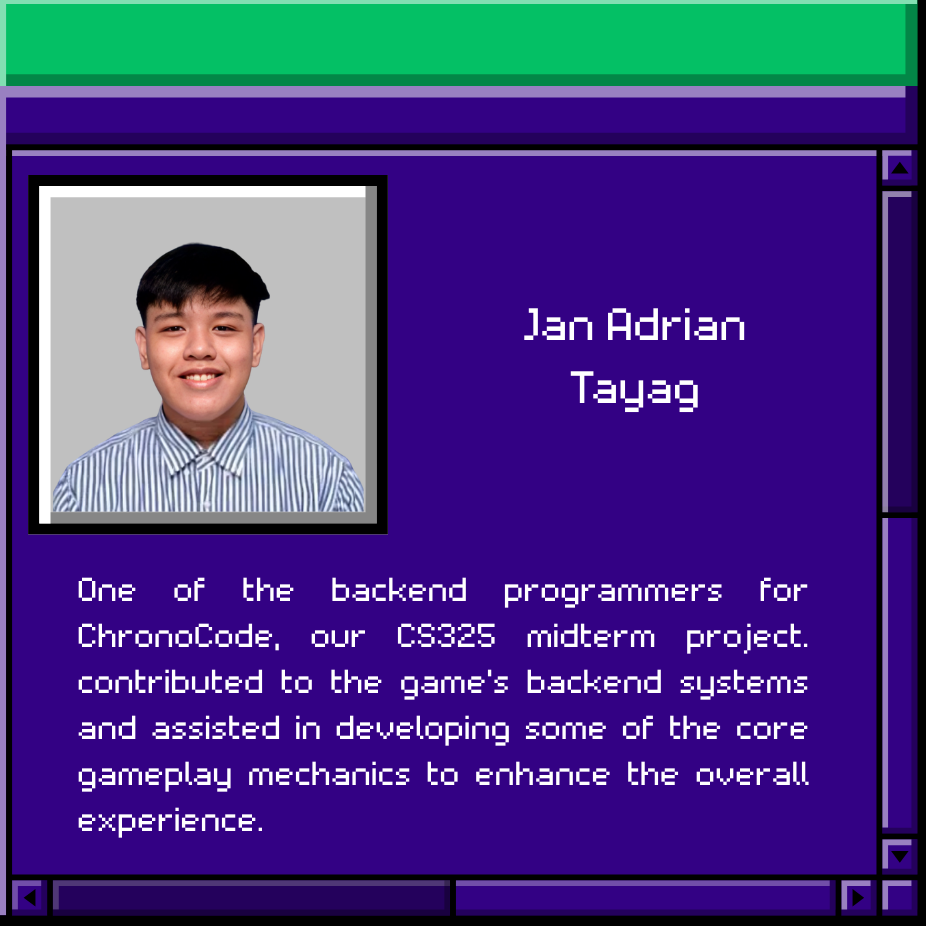 Jan Adrian
Tayag
One of the backend programmers for
ChronoCode, our CS325 midterm project.
contributed to the game's backend systems
and assisted in developing some of the core
gameplay mechanics to enhance the overall
experience.